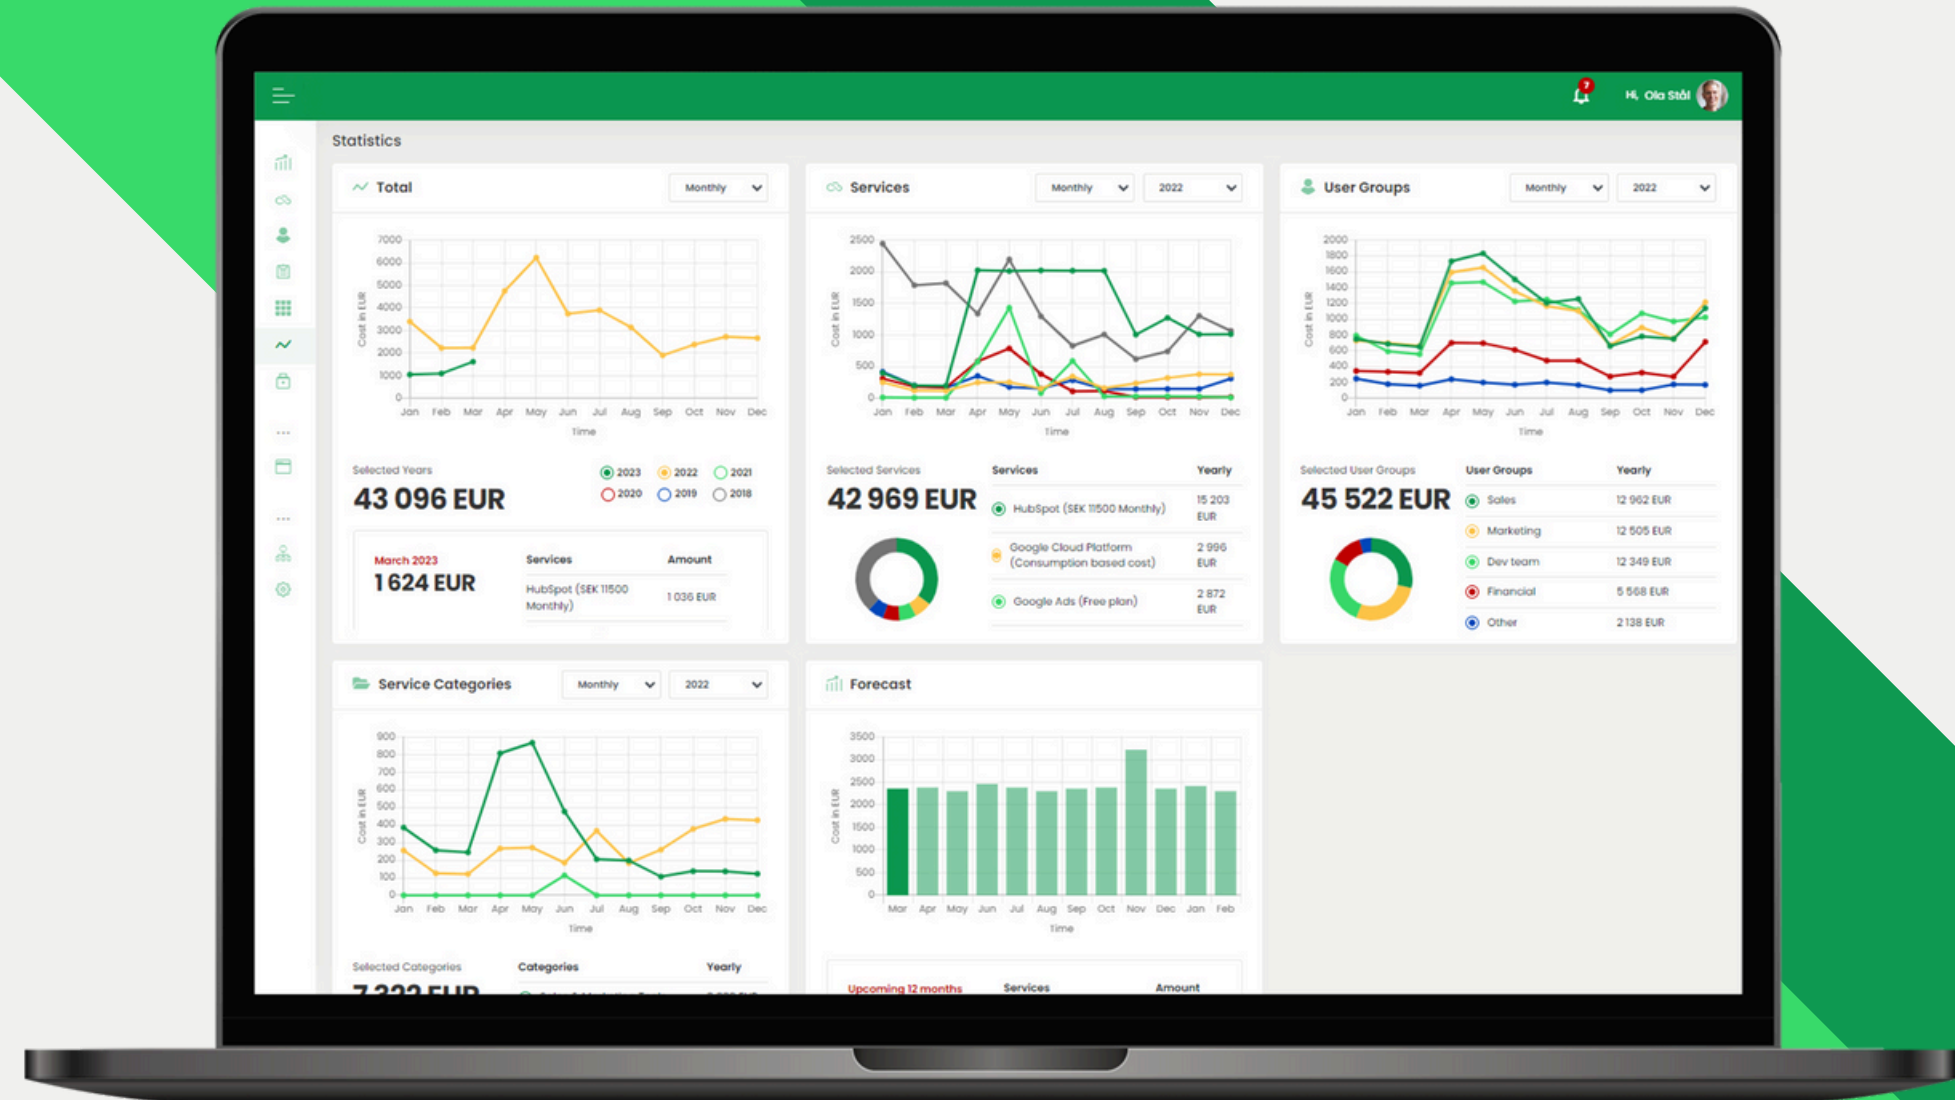 7
Hi, Ola Stål
Statistics
Total
Monthly
7000
6000
5000
4000
3000
2000
1000
0
Cost in EUR
Jan Feb Mar Apr May Jun Jul Aug Sep Oct Nov Dec
Time
Selected Years
43 096 EUR
2023 2022 2021
2020 2019 2018
March 2023
1 624 EUR
Services Amount
HubSpot (SEK 11500 Monthly) 1 036 EUR
Services
Monthly
2022
2500
2000
1500
1000
500
0
Cost in EUR
Jan Feb Mar Apr May Jun Jul Aug Sep Oct Nov Dec
Time
Selected Services
42 969 EUR
Services Yearly
HubSpot (SEK 11500 Monthly) 15 203 EUR
Google Cloud Platform (Consumption based cost) 2 996 EUR
Google Ads (Free plan) 2 872 EUR
User Groups
Monthly
2022
2000
1800
1600
1400
1200
1000
800
600
400
200
0
Cost in EUR
Jan Feb Mar Apr May Jun Jul Aug Sep Oct Nov Dec
Time
Selected User Groups
45 522 EUR
User Groups Yearly
Sales 12 962 EUR
Marketing 12 505 EUR
Dev team 12 349 EUR
Financial 5 568 EUR
Other 2 138 EUR
Service Categories
Monthly
2022
900
800
700
600
500
400
300
200
100
0
Cost in EUR
Jan Feb Mar Apr May Jun Jul Aug Sep Oct Nov Dec
Time
Selected Categories
7 322 EUR
Categories Yearly
Forecast
3500
3000
2500
2000
1500
1000
500
0
Cost in EUR
Mar Apr May Jun Jul Aug Sep Oct Nov Dec Jan Feb
Time
Upcoming 12 months
Services Amount